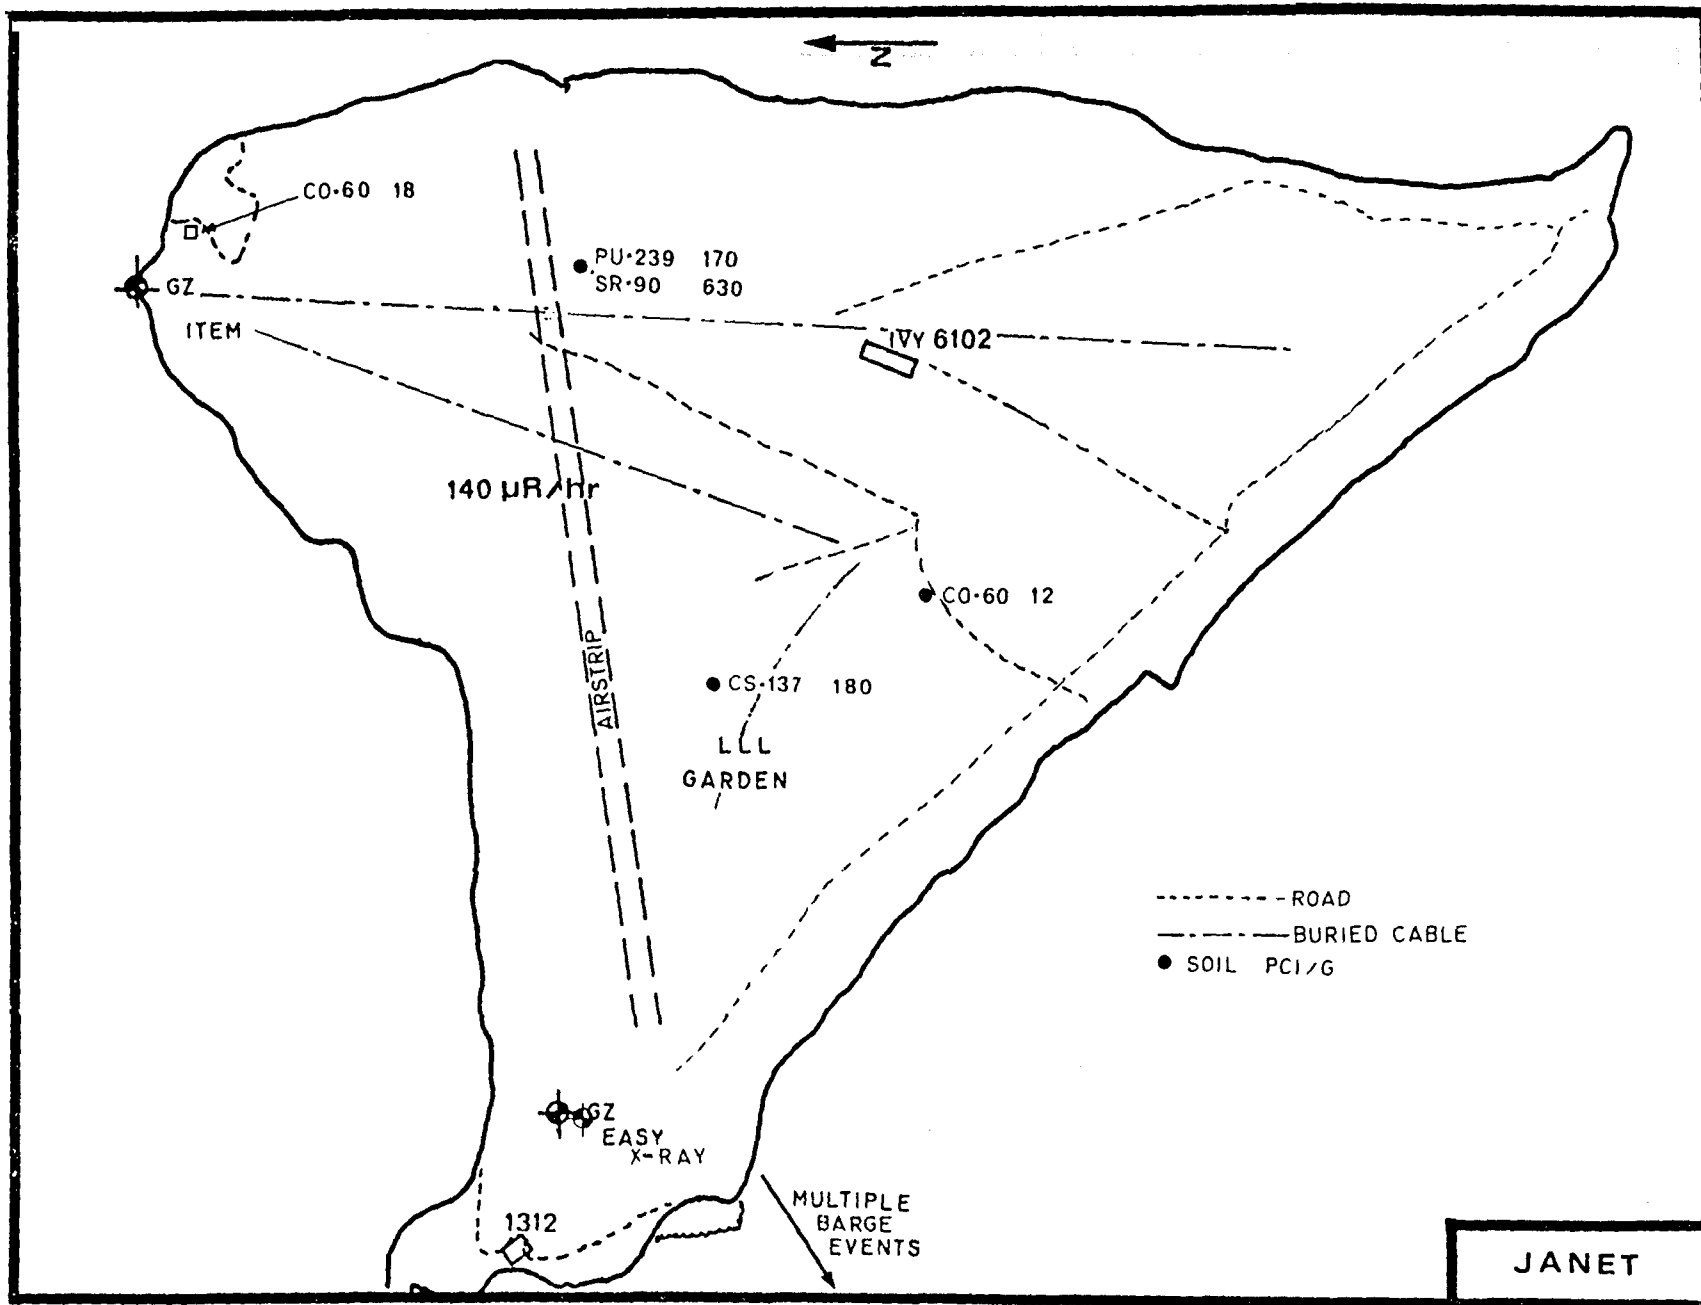 N
CO·60 18
GZ
ITEM
PU·239 170
SR·90 630
IVY 6102
140 µR/hr
CO·60 12
AIRSTRIP
CS·137 180
LLL
GARDEN
ROAD
BURIED CABLE
SOIL PCI/G
GZ
EASY
X-RAY
1312
MULTIPLE
BARGE
EVENTS
JANET